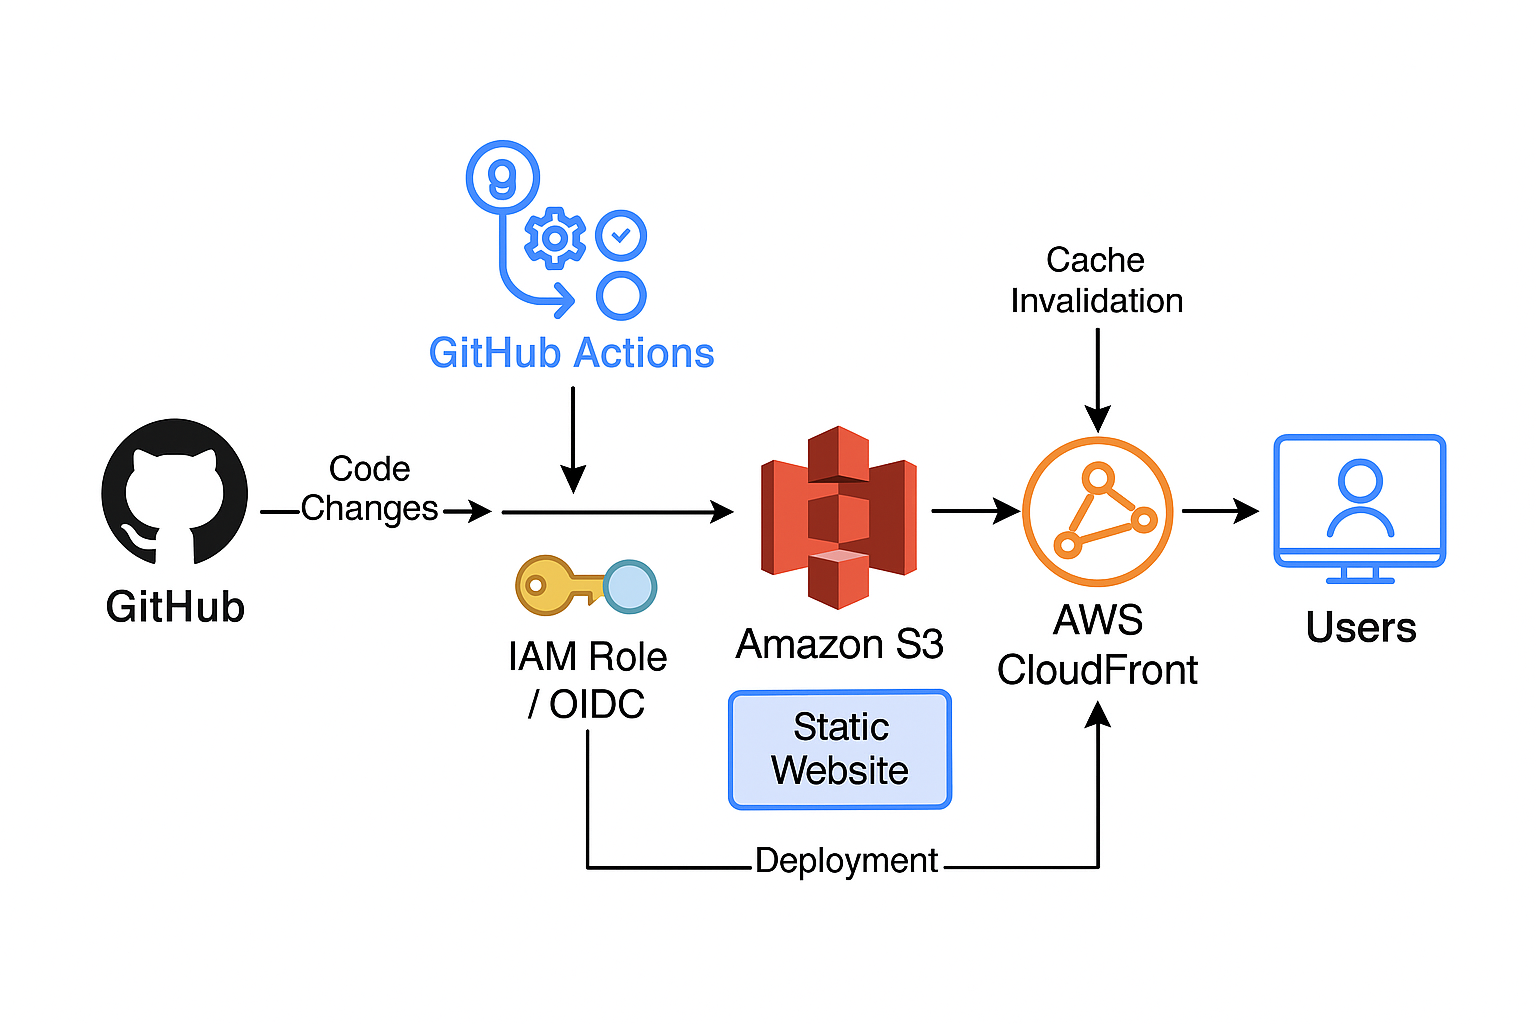 GitHub Actions
Cache
Invalidation
Code
Changes
GitHub
IAM Role
/ OIDC
Amazon S3
AWS
CloudFront
Users
Static
Website
Deployment